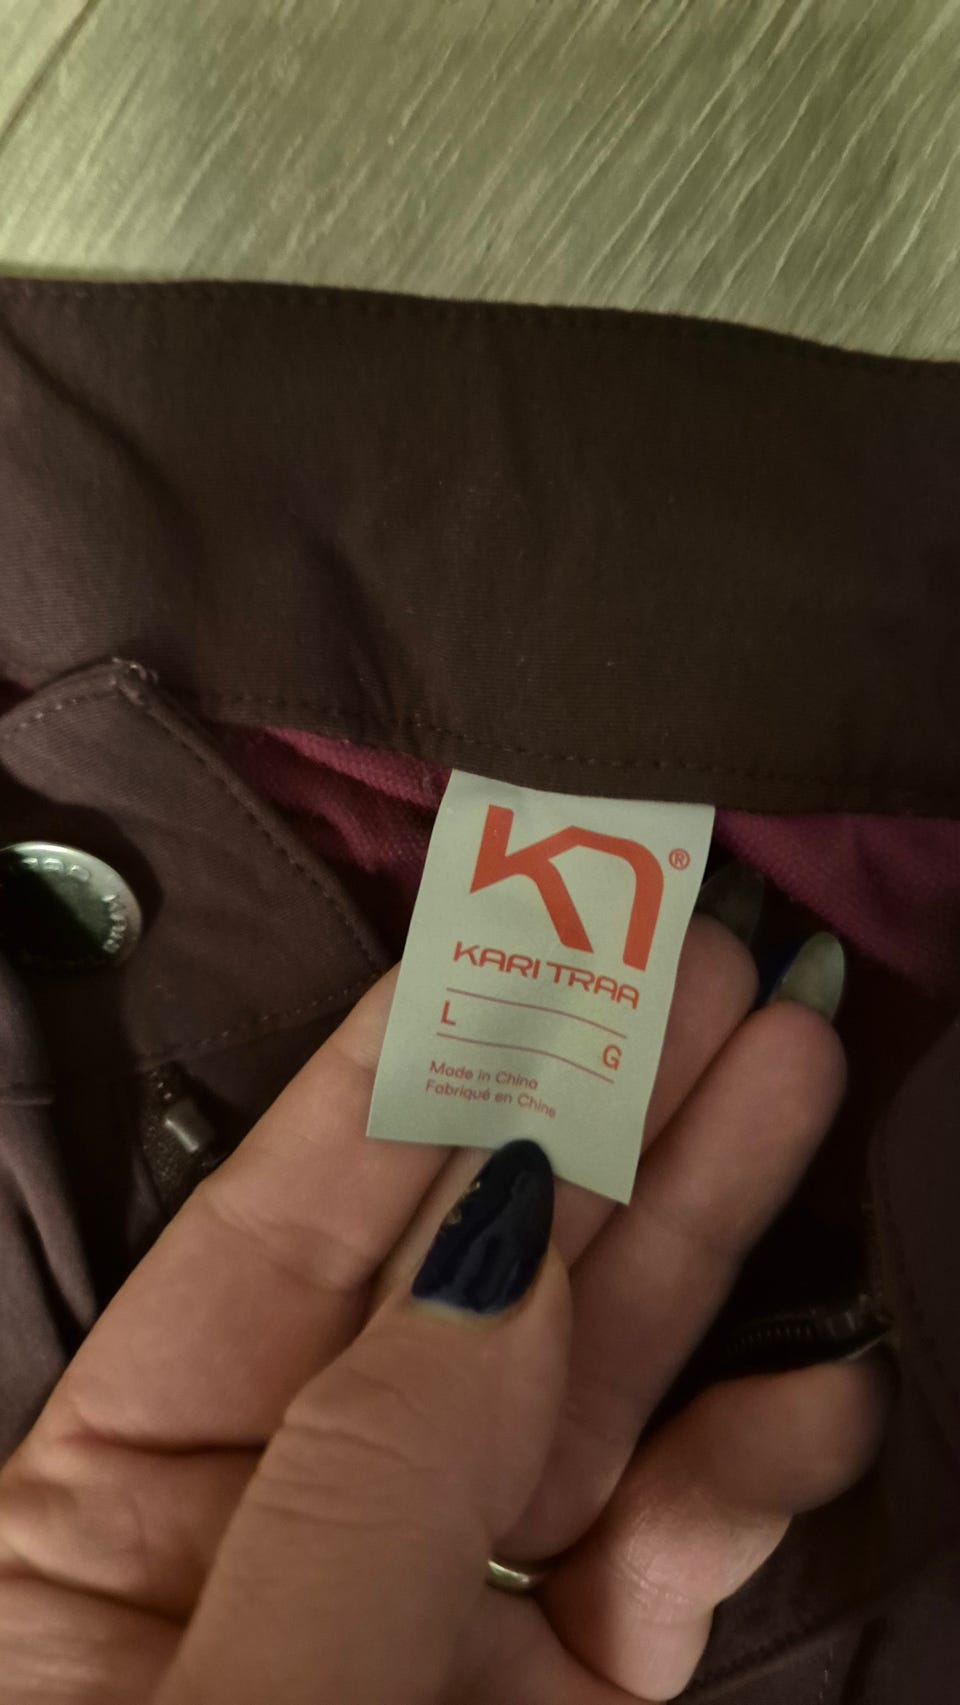 ®
KARI TRAA
L
G
Made in China
Fabriqué en Chine